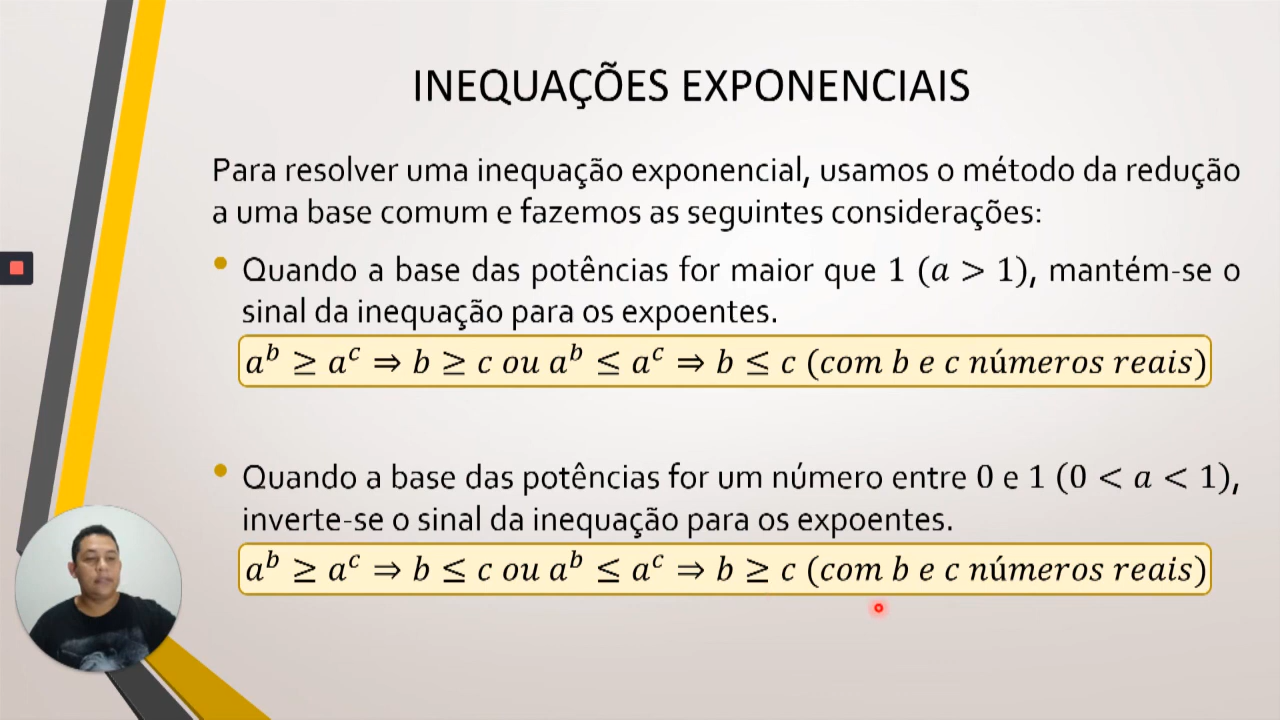 INEQUAÇÕES EXPONENCIAIS
Para resolver uma inequação exponencial, usamos o método da redução
a uma base comum e fazemos as seguintes considerações:
• Quando a base das potências for maior que 1 (a > 1), mantém-se o
sinal da inequação para os expoentes.
a^b ≥ a^c ⇒ b ≥ c ou a^b ≤ a^c ⇒ b ≤ c (com b e c números reais)
• Quando a base das potências for um número entre 0 e 1 (0 < a < 1),
inverte-se o sinal da inequação para os expoentes.
a^b ≥ a^c ⇒ b ≤ c ou a^b ≤ a^c ⇒ b ≥ c (com b e c números reais)